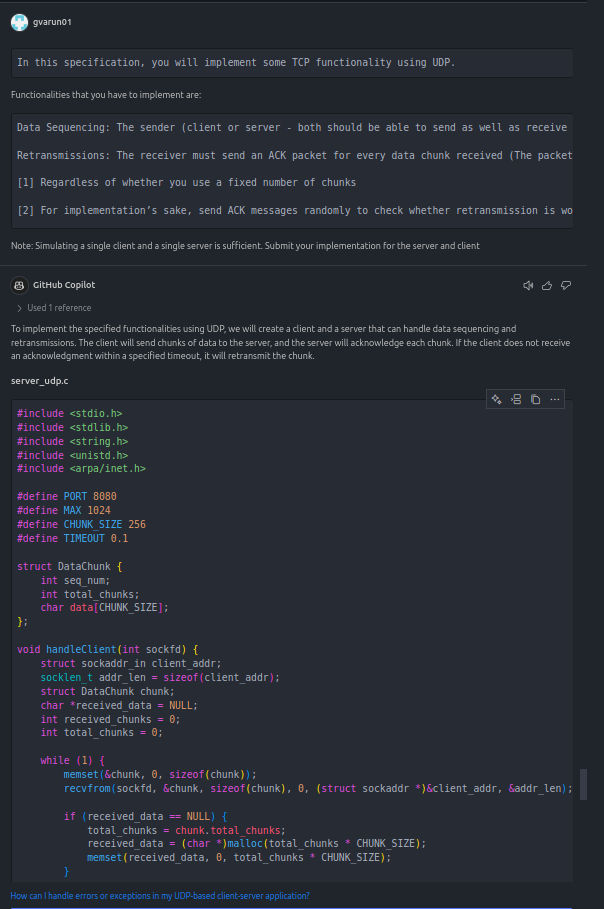 gvarun01
In this specification, you will implement some TCP functionality using UDP.
Functionalities that you have to implement are:
Data Sequencing: The sender (client or server - both should be able to send as well as receive
Retransmissions: The receiver must send an ACK packet for every data chunk received (The packet
[1] Regardless of whether you use a fixed number of chunks
[2] For implementation's sake, send ACK messages randomly to check whether retransmission is wo
Note: Simulating a single client and a single server is sufficient. Submit your implementation for the server and client
GitHub Copilot
Used 1 reference
To implement the specified functionalities using UDP, we will create a client and a server that can handle data sequencing and
retransmissions. The client will send chunks of data to the server, and the server will acknowledge each chunk. If the client does not receive
an acknowledgment within a specified timeout, it will retransmit the chunk.
server_udp.c
#include <stdio.h>
#include <stdlib.h>
#include <string.h>
#include <unistd.h>
#include <arpa/inet.h>
#define PORT 8080
#define MAX 1024
#define CHUNK_SIZE 256
#define TIMEOUT 0.1
struct DataChunk {
    int seq_num;
    int total_chunks;
    char data[CHUNK_SIZE];
};
void handleClient(int sockfd) {
    struct sockaddr_in client_addr;
    socklen_t addr_len = sizeof(client_addr);
    struct DataChunk chunk;
    char *received_data = NULL;
    int received_chunks = 0;
    int total_chunks = 0;
    while (1) {
        memset(&chunk, 0, sizeof(chunk));
        recvfrom(sockfd, &chunk, sizeof(chunk), 0, (struct sockaddr *)&client_addr, &addr_len);
        if (received_data == NULL) {
            total_chunks = chunk.total_chunks;
            received_data = (char *)malloc(total_chunks * CHUNK_SIZE);
            memset(received_data, 0, total_chunks * CHUNK_SIZE);
        }
How can I handle errors or exceptions in my UDP-based client-server application?